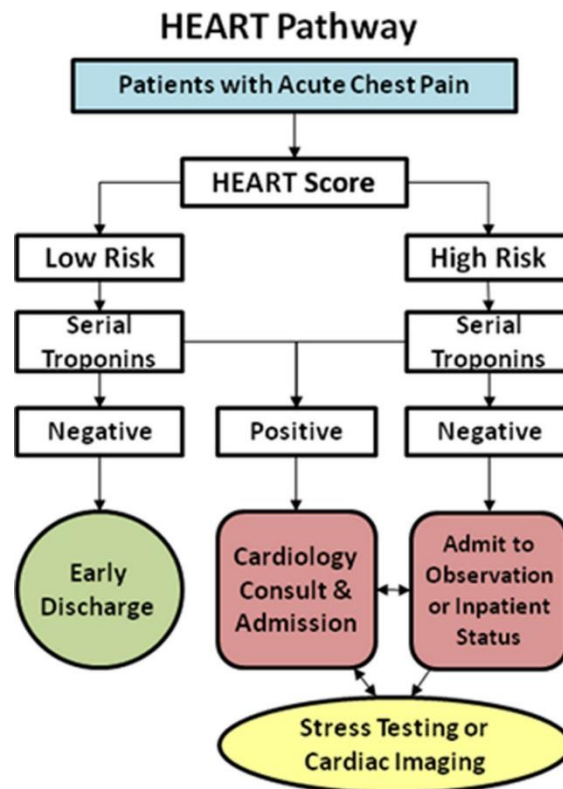 HEART Pathway
Patients with Acute Chest Pain
HEART Score
Low Risk
High Risk
Serial
Troponins
Serial
Troponins
Negative
Positive
Negative
Early
Discharge
Cardiology
Consult &
Admission
Admit to
Observation
or Inpatient
Status
Stress Testing or
Cardiac Imaging